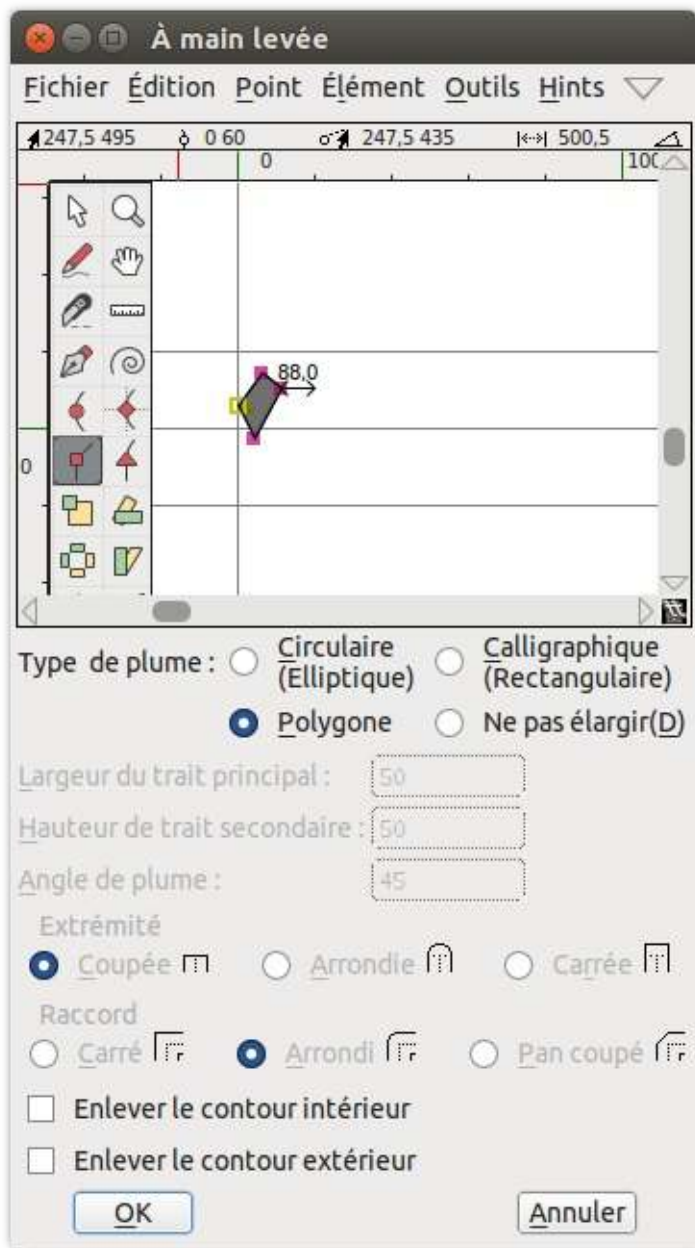 À main levée
Fichier Édition Point Élément Outils Hints
247,5 495 0 60 247,5 435 500,5
0 100
88,0
0
Type de plume : Circulaire (Elliptique) Calligraphique (Rectangulaire)
Polygone Ne pas élargir(D)
Largeur du trait principal : 50
Hauteur de trait secondaire : 50
Angle de plume : 45
Extrémité
Coupée Arrondie Carrée
Raccord
Carré Arrondi Pan coupé
Enlever le contour intérieur
Enlever le contour extérieur
OK Annuler